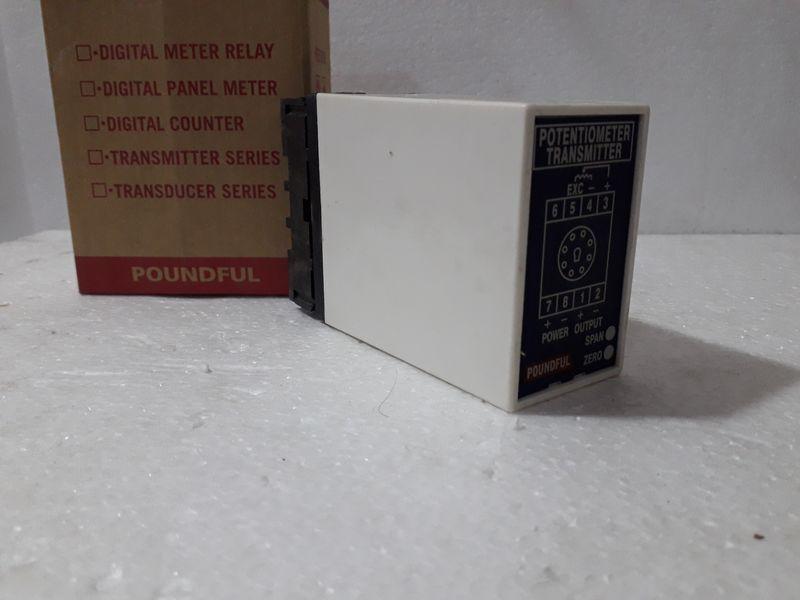 □·DIGITAL METER RELAY
□·DIGITAL PANEL METER
□·DIGITAL COUNTER
□·TRANSMITTER SERIES
□·TRANSDUCER SERIES
POUNDFUL
POTENTIOMETER
TRANSMITTER
EXC - +
6 5 4 3
7 8 1 2
+ - + -
POWER OUTPUT
SPAN
ZERO
POUNDFUL